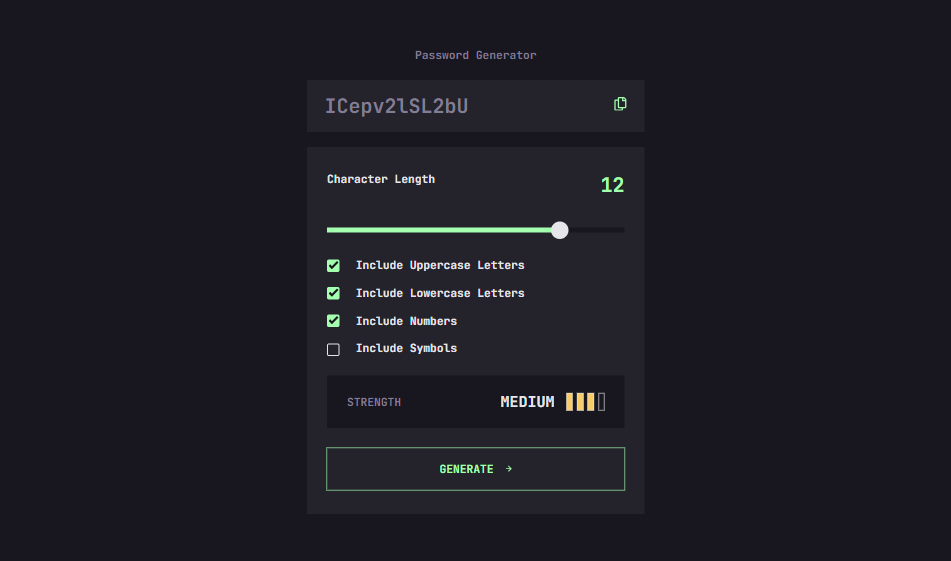 Password Generator
ICepv2lSL2bU
Character Length
12
Include Uppercase Letters
Include Lowercase Letters
Include Numbers
Include Symbols
STRENGTH MEDIUM
GENERATE →